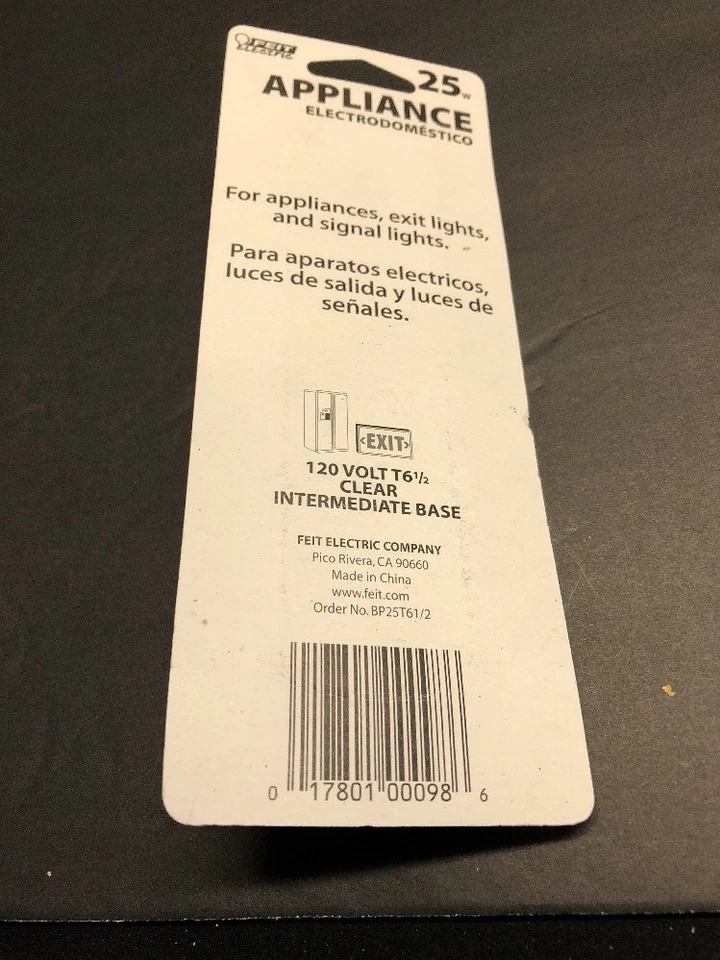 FEIT
ELECTRIC
25W
APPLIANCE
ELECTRODOMÉSTICO
For appliances, exit lights,
and signal lights.
Para aparatos electricos,
luces de salida y luces de
señales.
<EXIT>
120 VOLT T6 1/2
CLEAR
INTERMEDIATE BASE
FEIT ELECTRIC COMPANY
Pico Rivera, CA 90660
Made in China
www.feit.com
Order No. BP25T61/2
0 17801 00098 6